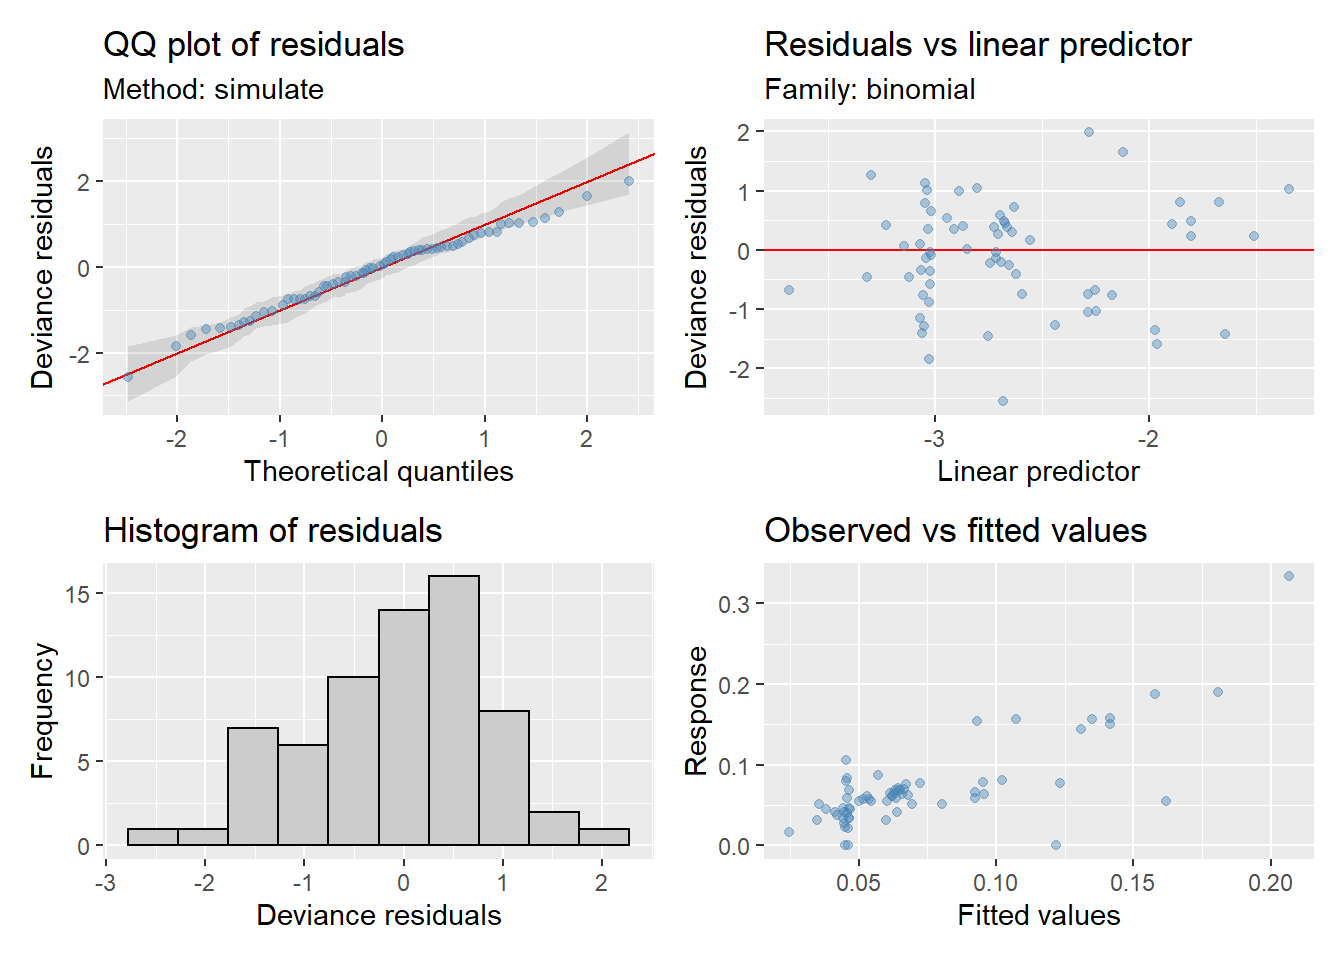 QQ plot of residuals
Method: simulate
Deviance residuals
2
0
-2
-2
-1
0
1
2
Theoretical quantiles
Residuals vs linear predictor
Family: binomial
Deviance residuals
2
1
0
-1
-2
-3
-2
Linear predictor
Histogram of residuals
Frequency
15
10
5
0
-3
-2
-1
0
1
2
Deviance residuals
Observed vs fitted values
Response
0.3
0.2
0.1
0.0
0.05
0.10
0.15
0.20
Fitted values